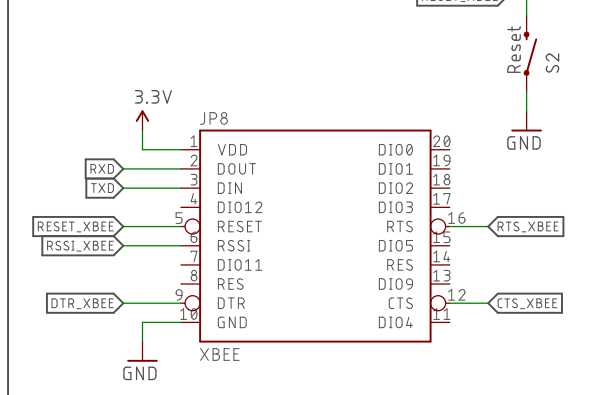 Reset
S2
GND
3.3V
JP8
1 VDD DIO0 20
RXD 2 DOUT DIO1 19
TXD 3 DIN DIO2 18
4 DIO12 DIO3 17
RESET_XBEE 5 RESET RTS 16 RTS_XBEE
RSSI_XBEE 6 RSSI DIO5 15
7 DIO11 RES 14
8 RES DIO9 13
DTR_XBEE 9 DTR CTS 12 CTS_XBEE
10 GND DIO4 11
XBEE
GND